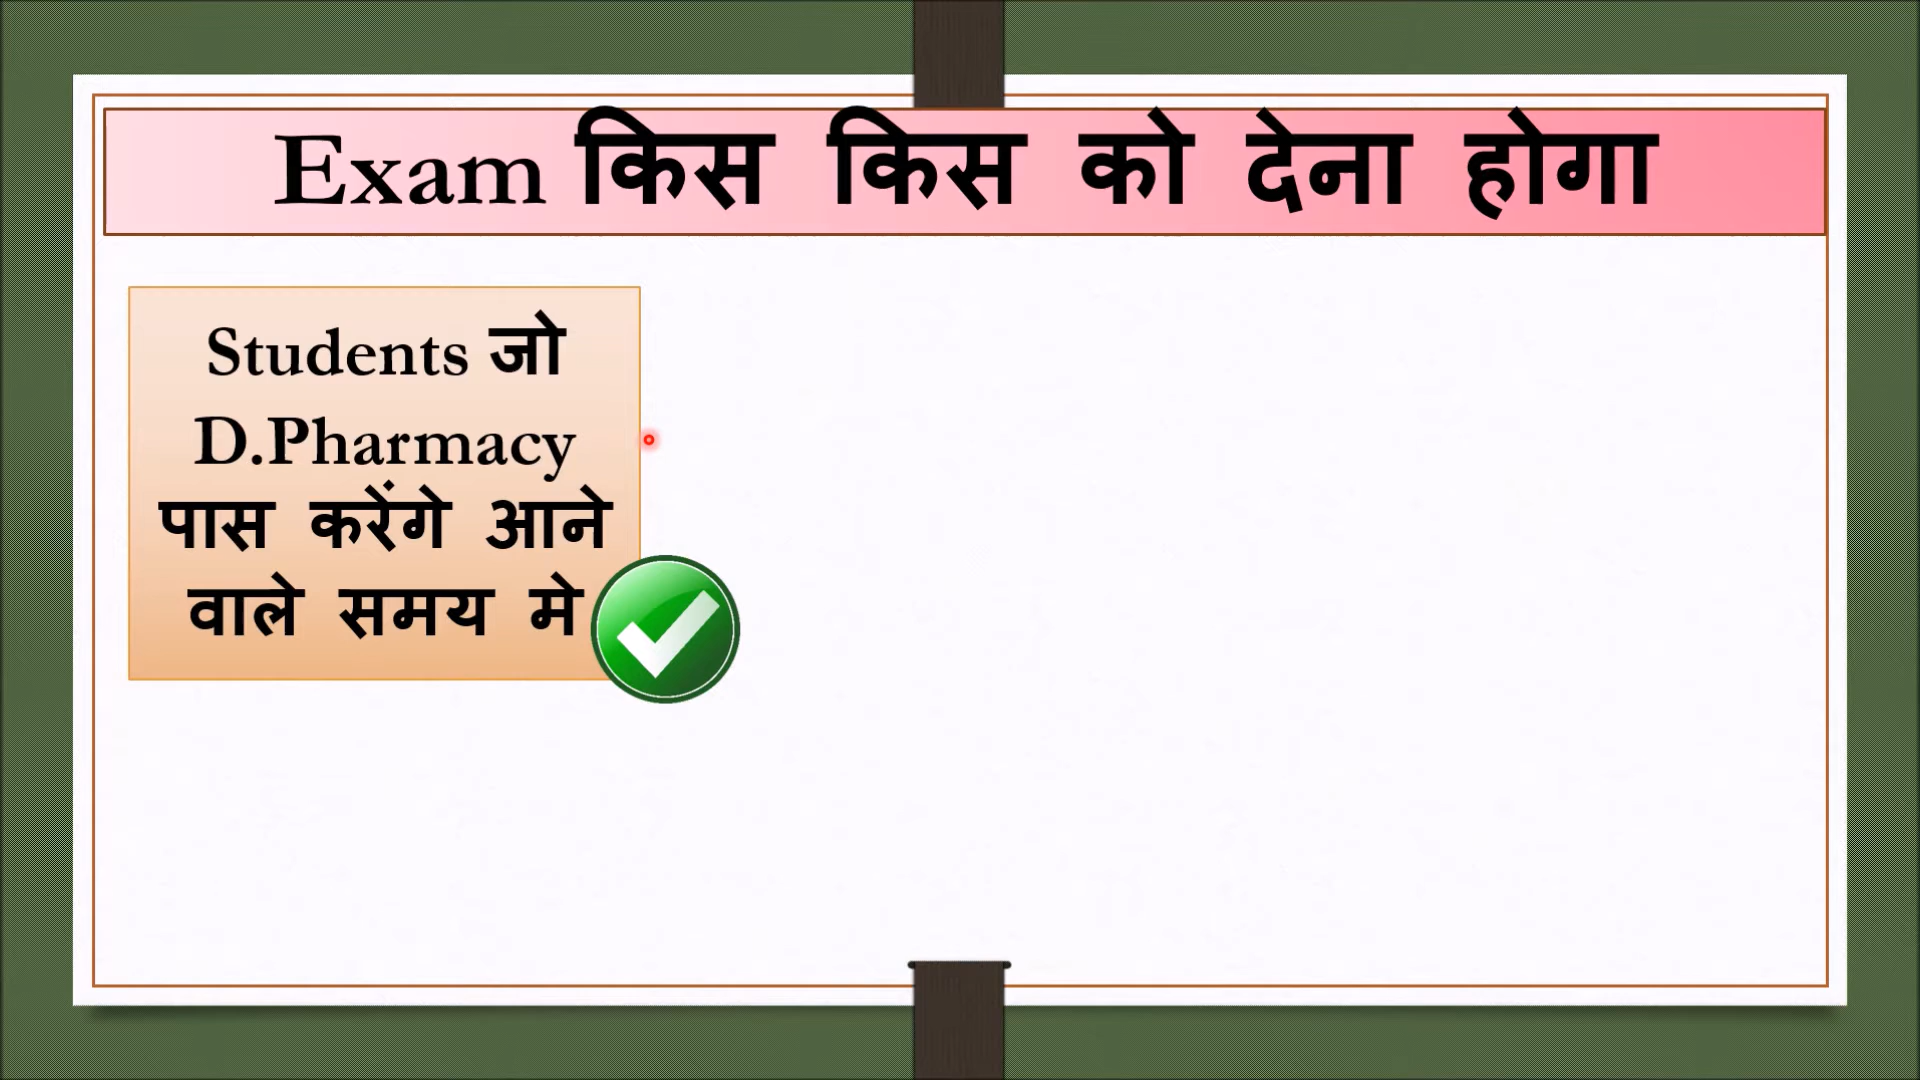 Exam किस किस को देना होगा
Students जो
D.Pharmacy
पास करेंगे आने
वाले समय मे